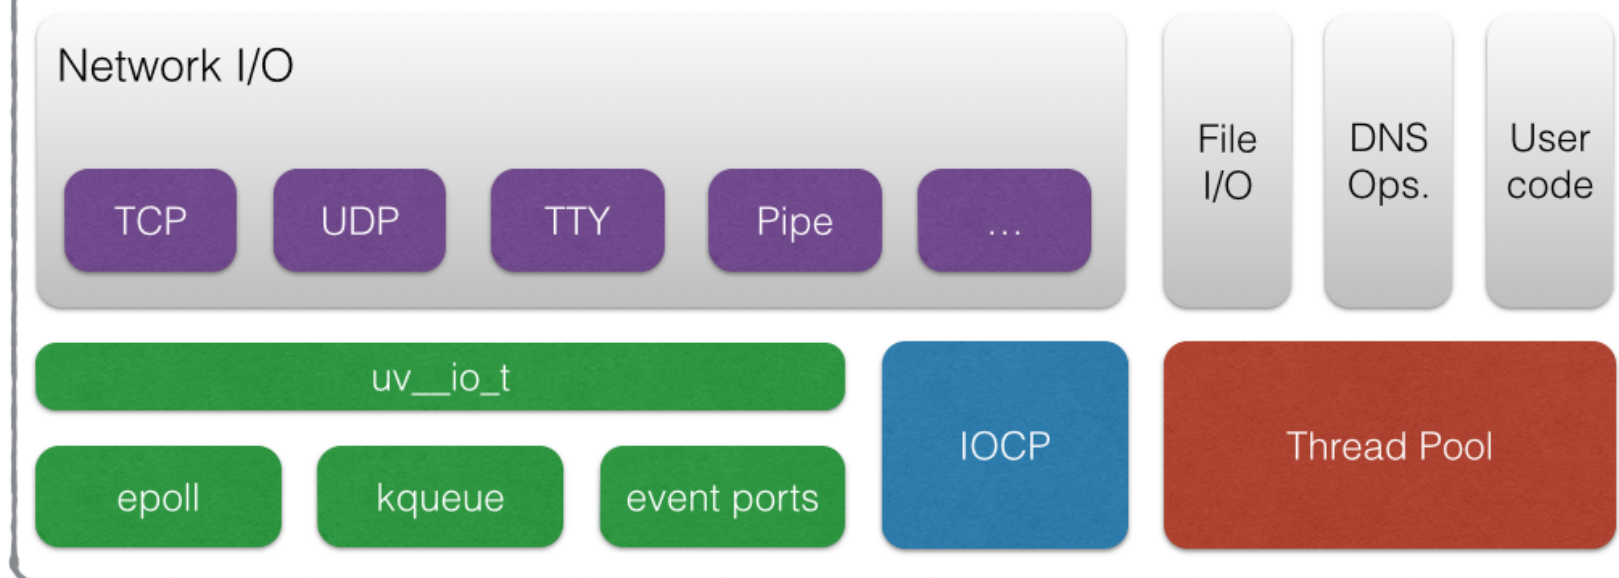 Network I/O
TCP
UDP
TTY
Pipe
...
File
I/O
DNS
Ops.
User
code
uv__io_t
epoll
kqueue
event ports
IOCP
Thread Pool